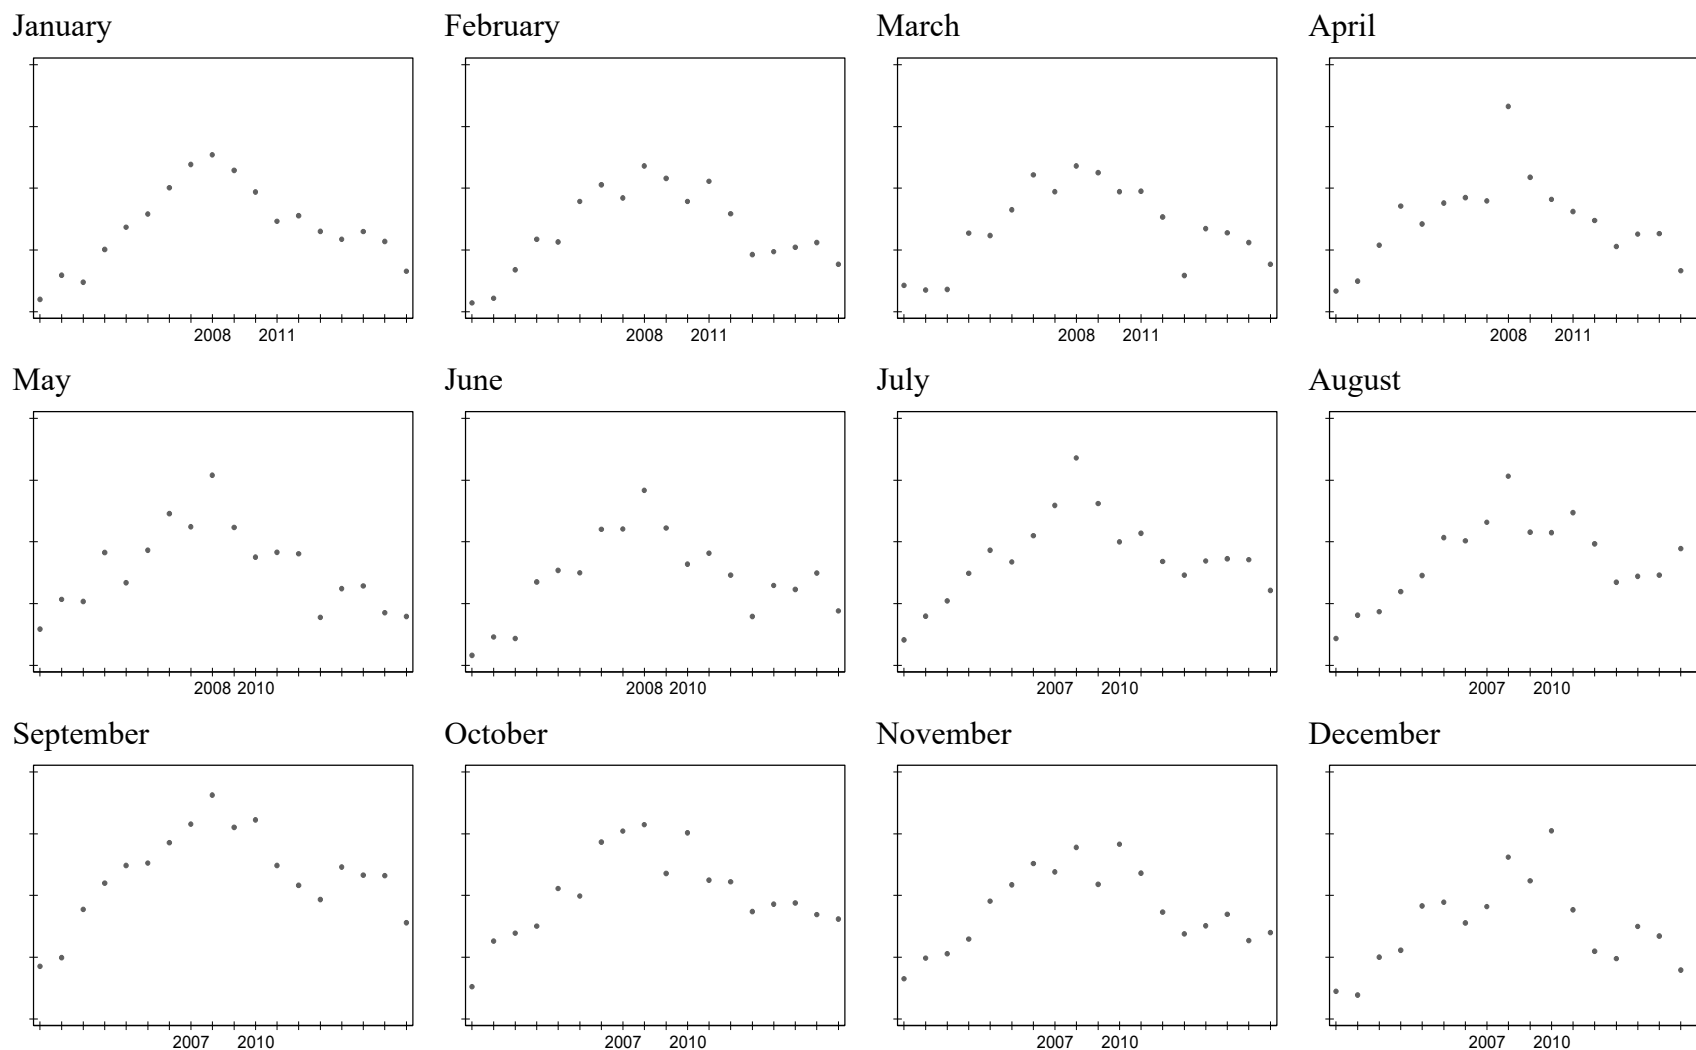 January February March April
2008 2011 2008 2011 2008 2011 2008 2011
May June July August
2008 2010 2008 2010 2007 2010 2007 2010
September October November December
2007 2010 2007 2010 2007 2010 2007 2010